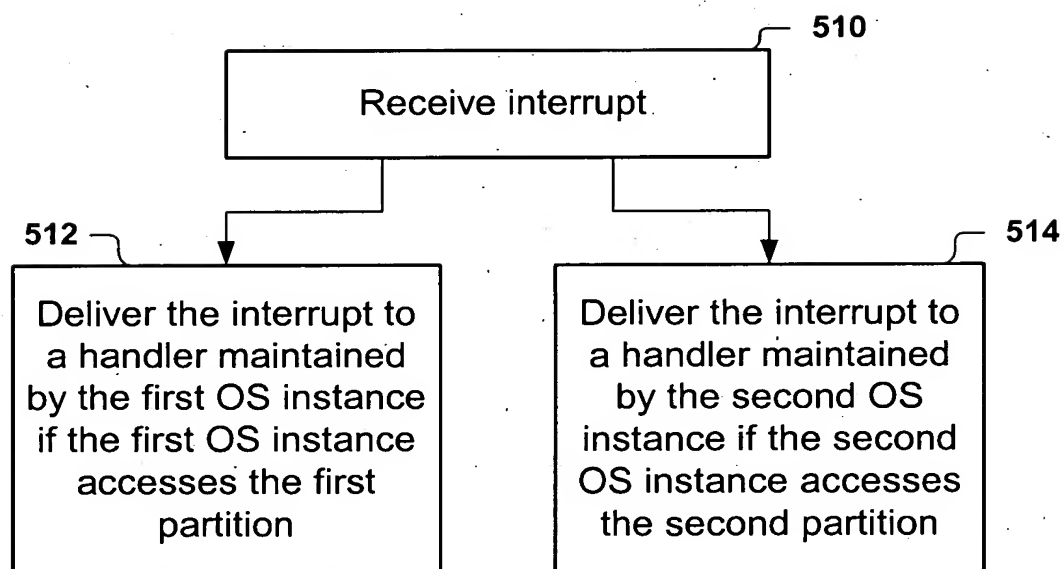 510
Receive interrupt
512
514
Deliver the interrupt to
a handler maintained
by the first OS instance
if the first OS instance
accesses the first
partition
Deliver the interrupt to
a handler maintained
by the second OS
instance if the second
OS instance accesses
the second partition